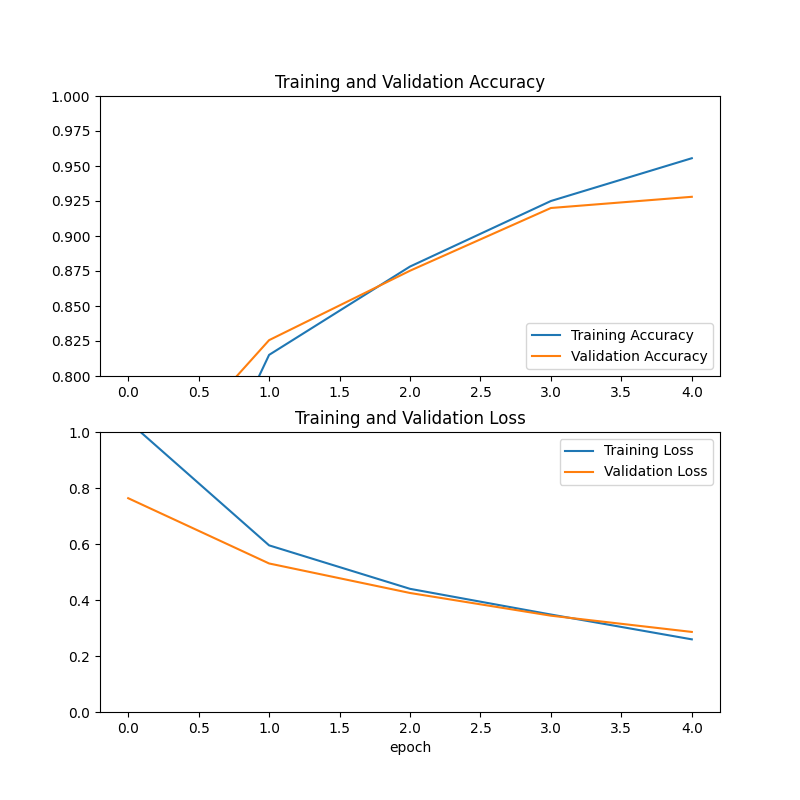 Training and Validation Accuracy
1.000
0.975
0.950
0.925
0.900
0.875
0.850
0.825
0.800
Training Accuracy
Validation Accuracy
0.0 0.5 1.0 1.5 2.0 2.5 3.0 3.5 4.0
Training and Validation Loss
1.0
0.8
0.6
0.4
0.2
0.0
Training Loss
Validation Loss
0.0 0.5 1.0 1.5 2.0 2.5 3.0 3.5 4.0
epoch